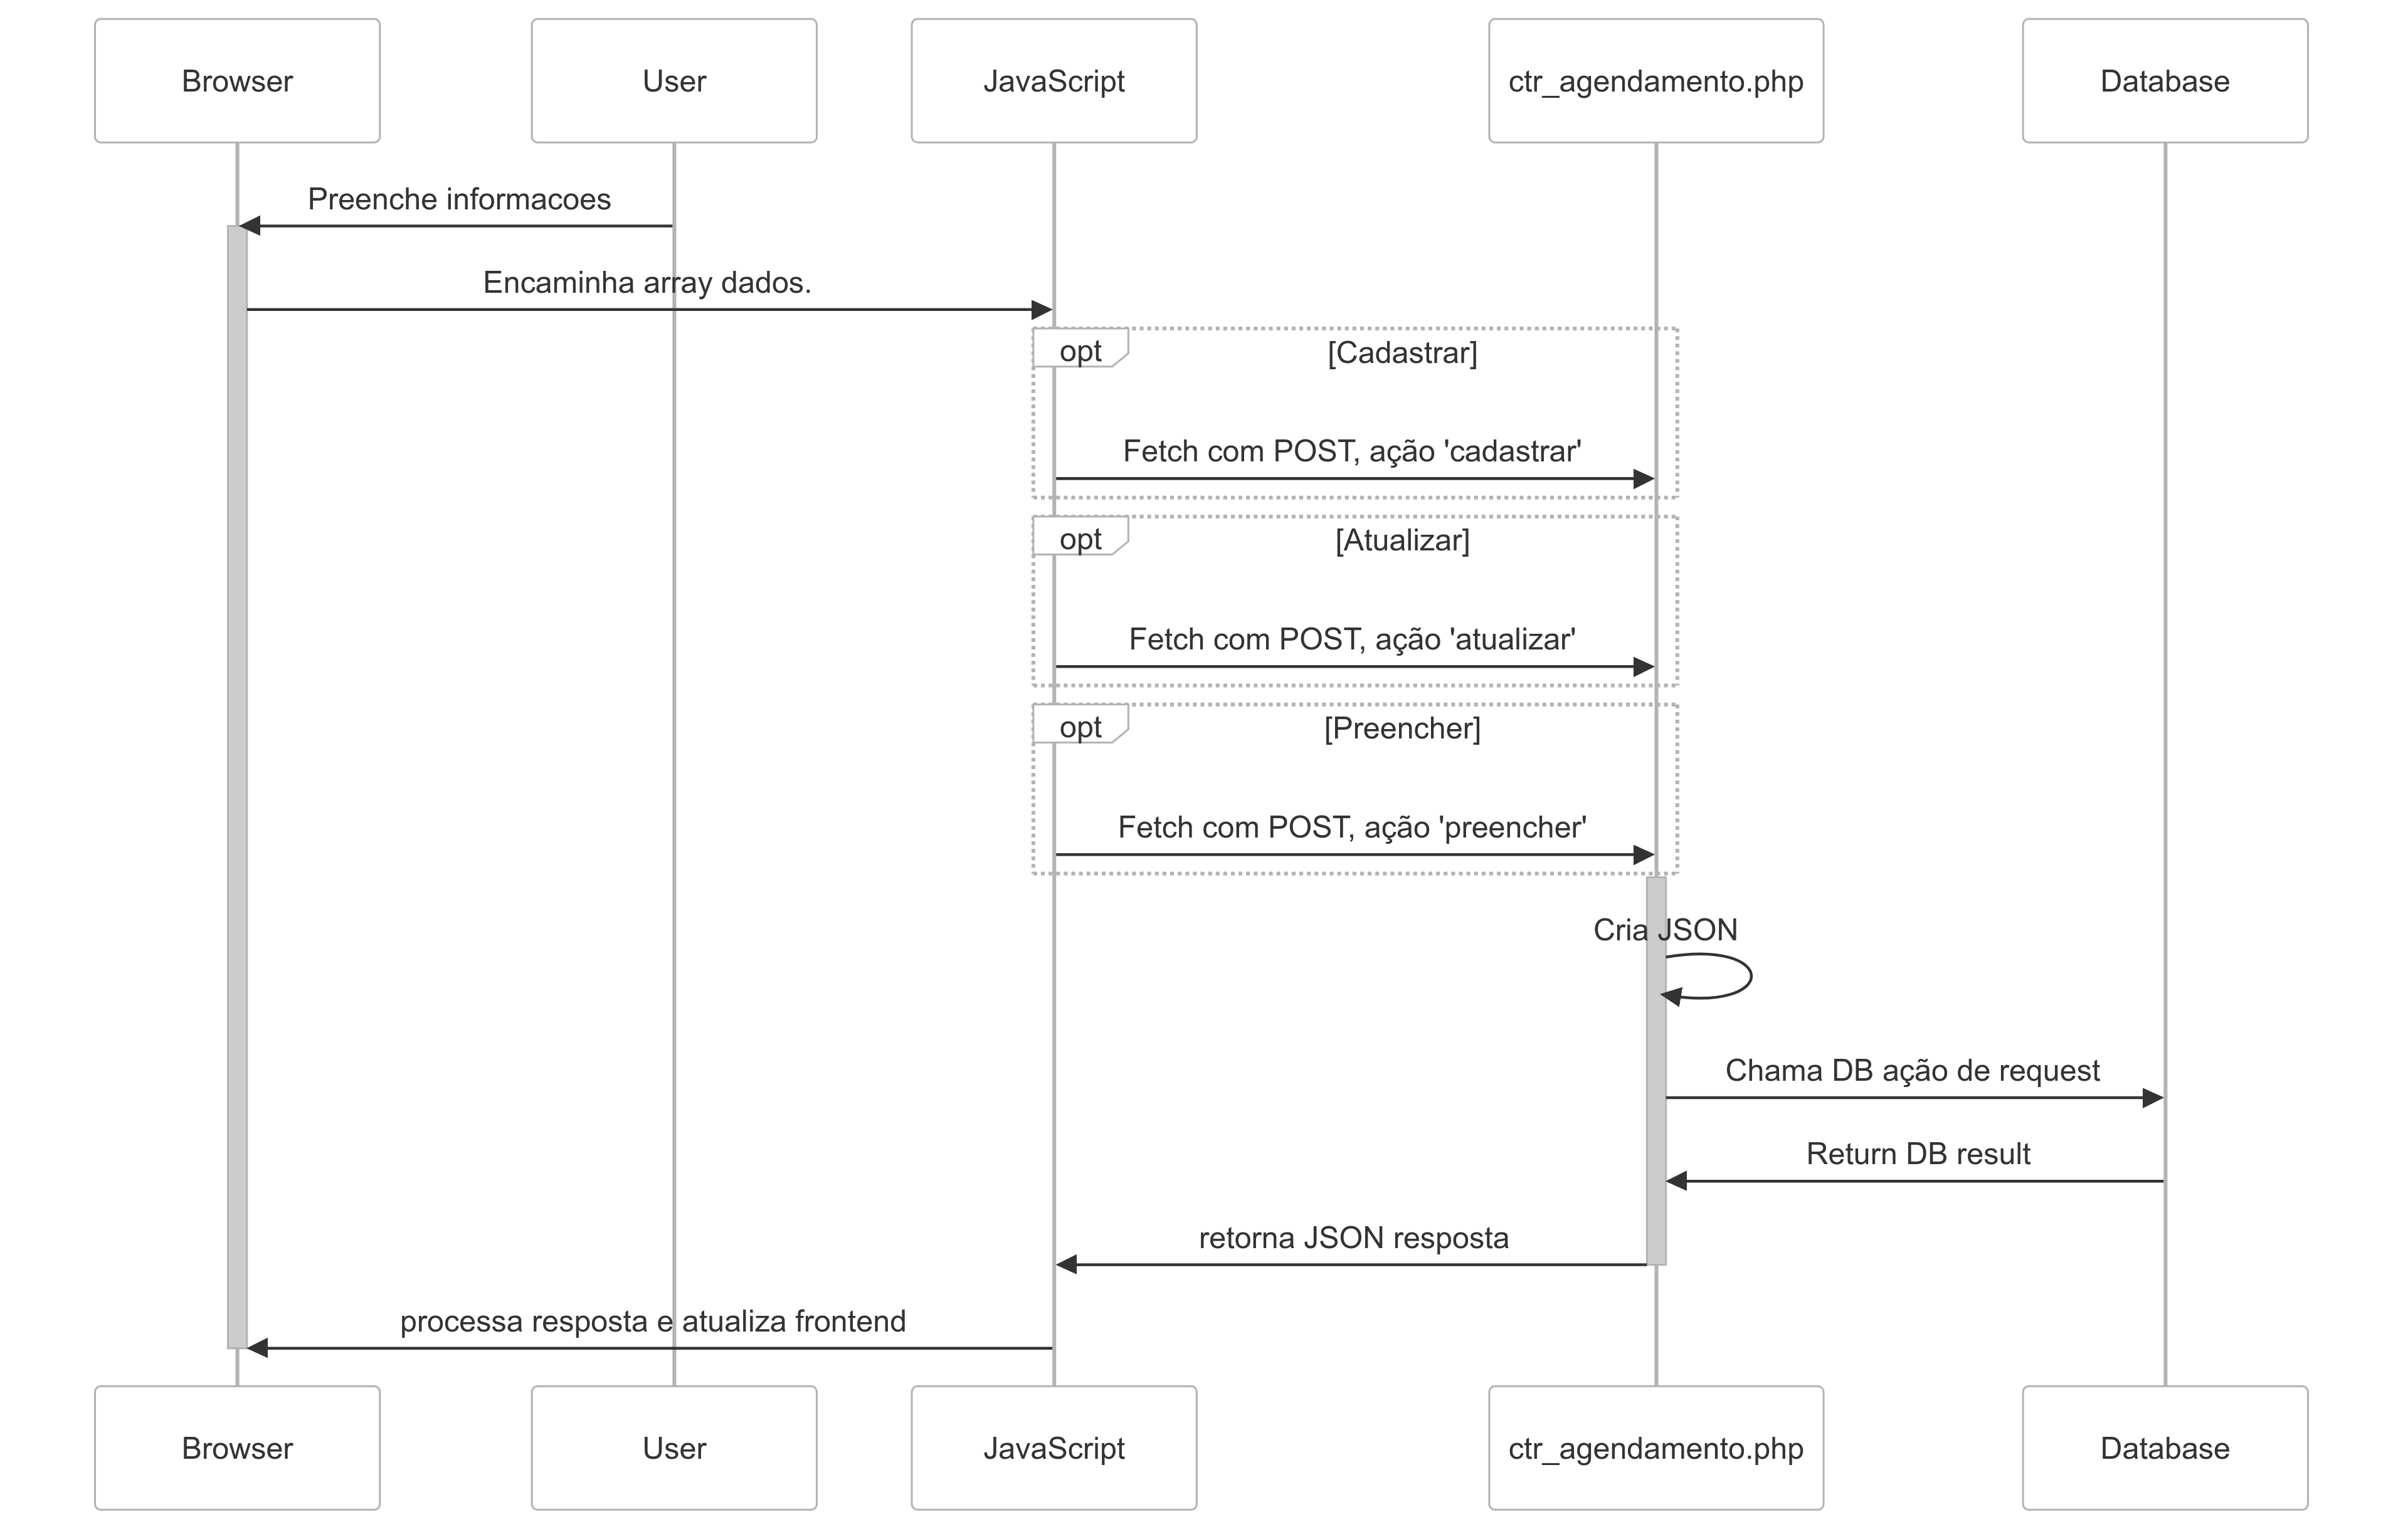 Browser
User
JavaScript
ctr_agendamento.php
Database
Preenche informacoes
Encaminha array dados.
opt
[Cadastrar]
Fetch com POST, ação 'cadastrar'
opt
[Atualizar]
Fetch com POST, ação 'atualizar'
opt
[Preencher]
Fetch com POST, ação 'preencher'
Cria JSON
Chama DB ação de request
Return DB result
retorna JSON resposta
processa resposta e atualiza frontend
Browser
User
JavaScript
ctr_agendamento.php
Database